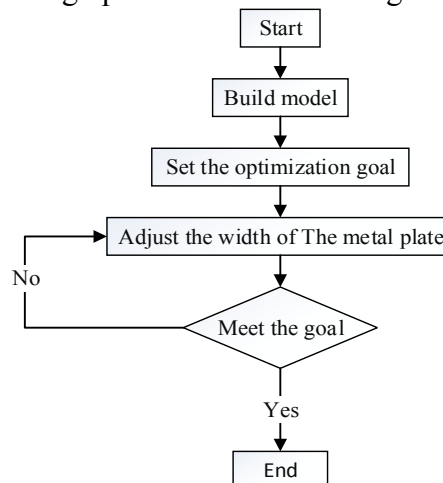 Start
Build model
Set the optimization goal
Adjust the width of The metal plate
No
Meet the goal
Yes
End